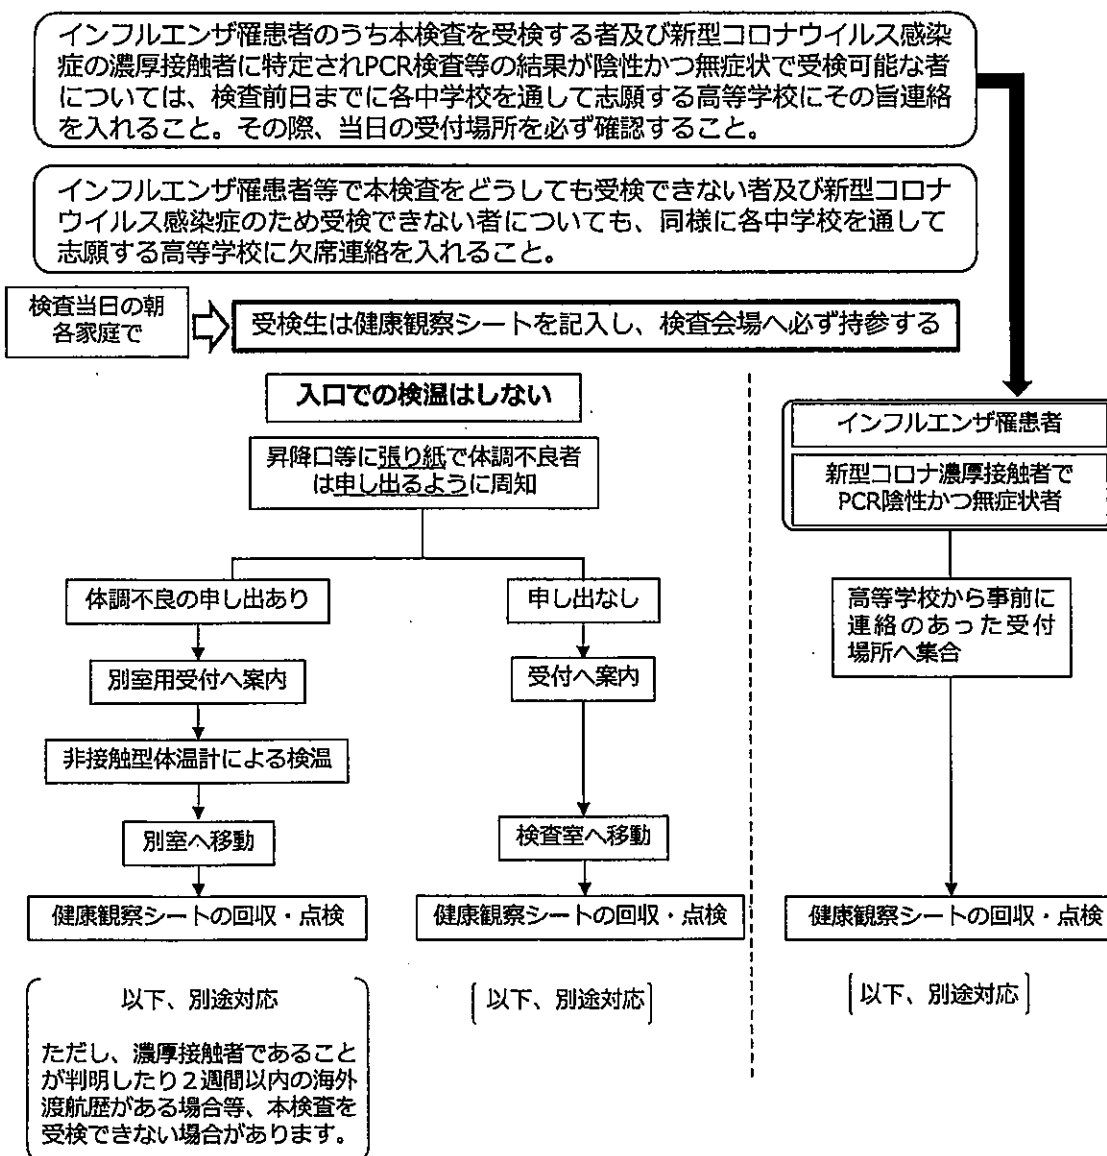 インフルエンザ罹患者のうち本検査を受検する者及び新型コロナウイルス感染
症の濃厚接触者に特定されPCR検査等の結果が陰性かつ無症状で受検可能な者
については、検査前日までに各中学校を通して志願する高等学校にその旨連絡
を入れること。その際、当日の受付場所を必ず確認すること。
インフルエンザ罹患者等で本検査をどうしても受検できない者及び新型コロナ
ウイルス感染症のため受検できない者についても、同様に各中学校を通して
志願する高等学校に欠席連絡を入れること。
検査当日の朝
各家庭で
受検生は健康観察シートを記入し、検査会場へ必ず持参する
入口での検温はしない
昇降口等に張り紙で体調不良者
は申し出るように周知
体調不良の申し出あり
別室用受付へ案内
非接触型体温計による検温
別室へ移動
健康観察シートの回収・点検
以下、別途対応
ただし、濃厚接触者であること
が判明したり2週間以内の海外
渡航歴がある場合等、本検査を
受検できない場合があります。
申し出なし
受付へ案内
検査室へ移動
健康観察シートの回収・点検
以下、別途対応
インフルエンザ罹患者
新型コロナ濃厚接触者で
PCR陰性かつ無症状者
高等学校から事前に
連絡のあった受付
場所へ集合
健康観察シートの回収・点検
以下、別途対応